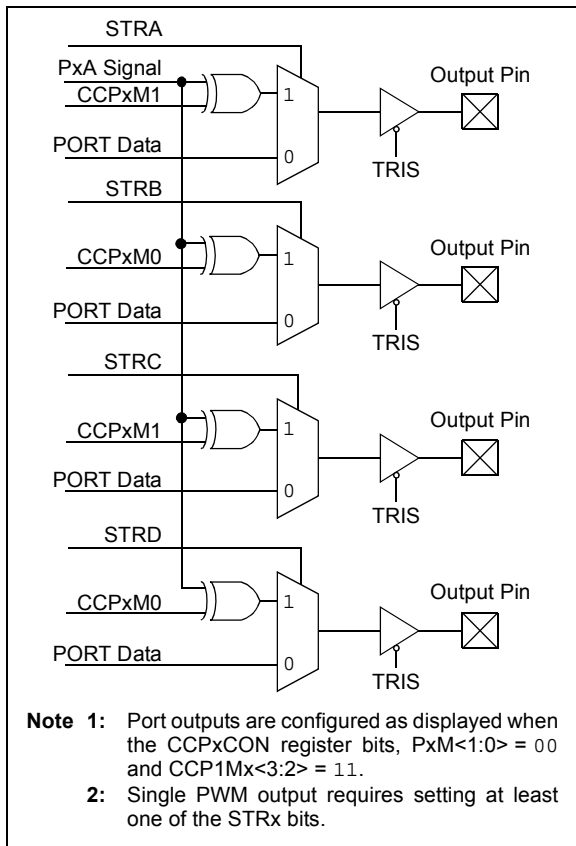 STRA
PxA Signal
CCPxM1
PORT Data
1
0
TRIS
Output Pin
STRB
CCPxM0
PORT Data
1
0
TRIS
Output Pin
STRC
CCPxM1
PORT Data
1
0
TRIS
Output Pin
STRD
CCPxM0
PORT Data
1
0
TRIS
Output Pin
Note 1: Port outputs are configured as displayed when
the CCPxCON register bits, PxM<1:0> = 00
and CCP1Mx<3:2> = 11.
2: Single PWM output requires setting at least
one of the STRx bits.